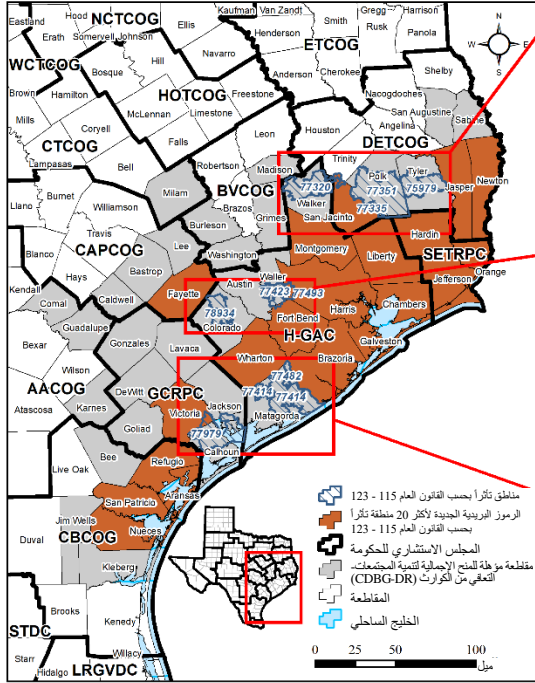 NCTCOG
Hood
Ellis
Kaufman
Van Zandt
Smith
Gregg
Harrison
Eastland
Erath
Somervell
Johnson
Henderson
Rusk
Panola
ETCOG
Navarro
Hill
Bosque
Anderson
Cherokee
Shelby
WCTCOG
Brown
Hamilton
HOTCOG
Freestone
Nacogdoches
McLennan
Limestone
San Augustine
Sabine
Mills
Coryell
Leon
Houston
Angelina
CTCOG
Falls
DETCOG
Lampasas
Bell
Robertson
Madison
Trinity
Polk
Tyler
Jasper
Newton
77320
77351
75979
77335
Walker
San Jacinto
BVCOG
Milam
Brazos
Grimes
Burnet
Llano
Williamson
Burleson
Hardin
Montgomery
Liberty
SETRPC
Travis
Washington
CAPCOG
Lee
Blanco
Hays
Bastrop
Waller
Austin
Jefferson
Orange
Kendall
Caldwell
Fayette
77423
77493
Chambers
Comal
Harris
78934
Fort Bend
Colorado
Guadalupe
Galveston
H-GAC
Gonzales
Lavaca
Bexar
Wharton
Brazoria
Wilson
77482
AACOG
DeWitt
GCRPC
77414
77414
Atascosa
Karnes
Victoria
Jackson
Matagorda
Goliad
77979
Bee
Calhoun
Live Oak
Refugio
Aransas
San Patricio
Jim Wells
Nueces
Duval
CBCOG
Kleberg
Brooks
Kenedy
STDC
Starr
Willacy
Hidalgo
LRGVDC
N
W
E
S
مناطق تأثراً بحسب القانون العام 115 - 123
الرموز البريدية الجديدة لأكثر 20 منطقة تأثراً
بحسب القانون العام 115 - 123
المجلس الاستشاري للحكومة
مقاطعة مؤهلة للمنح الإجمالية لتنمية المجتمعات-
التعافي من الكوارث (CDBG-DR)
المقاطعة
الخليج الساحلي
0 25 50 100
ميل